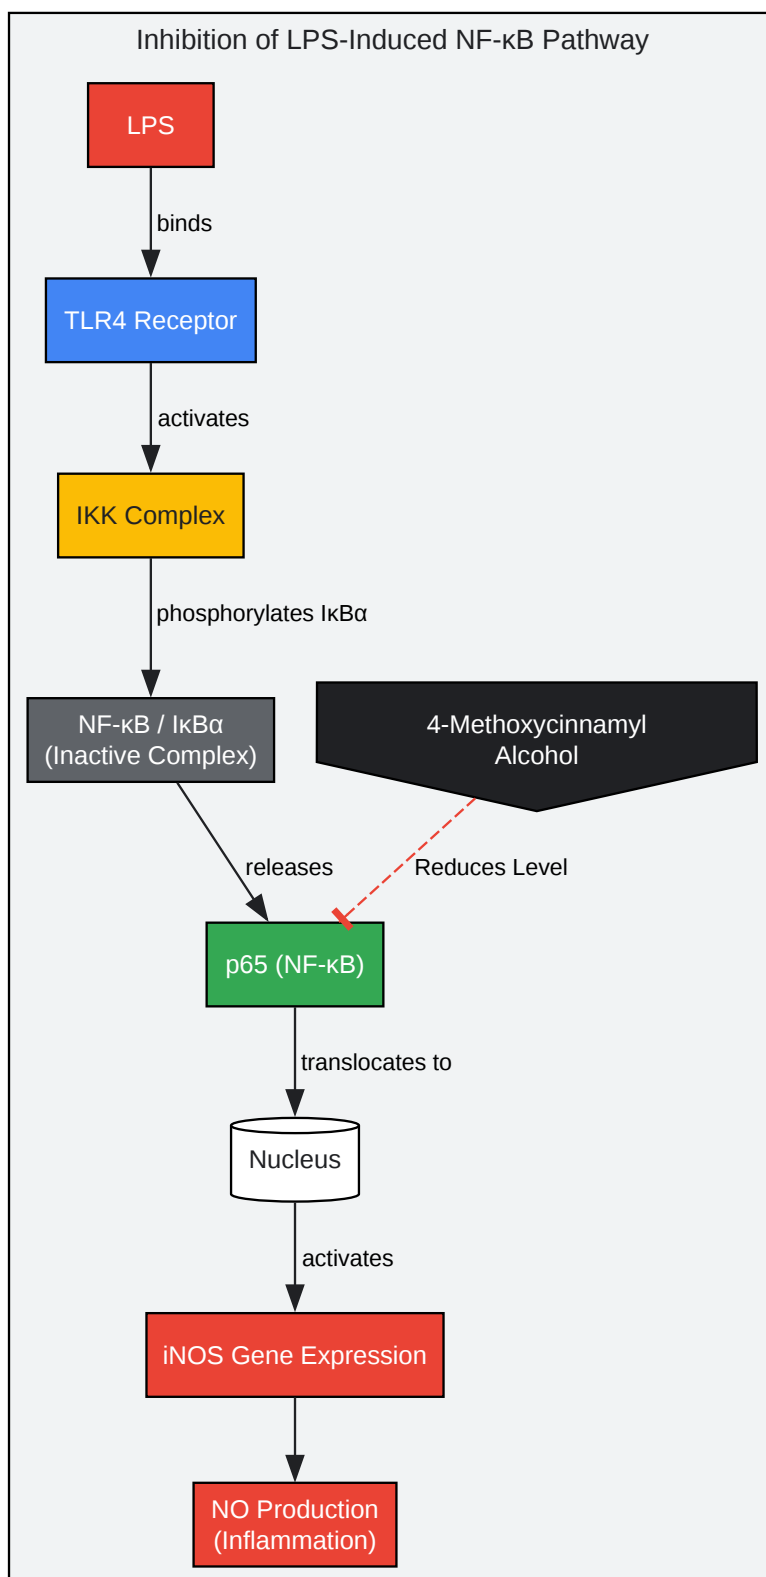 Inhibition of LPS-Induced NF-κB Pathway
LPS
binds
TLR4 Receptor
activates
IKK Complex
phosphorylates IκBα
NF-κB / IκBα
(Inactive Complex)
4-Methoxycinnamyl
Alcohol
releases
Reduces Level
p65 (NF-κB)
translocates to
Nucleus
activates
iNOS Gene Expression
NO Production
(Inflammation)